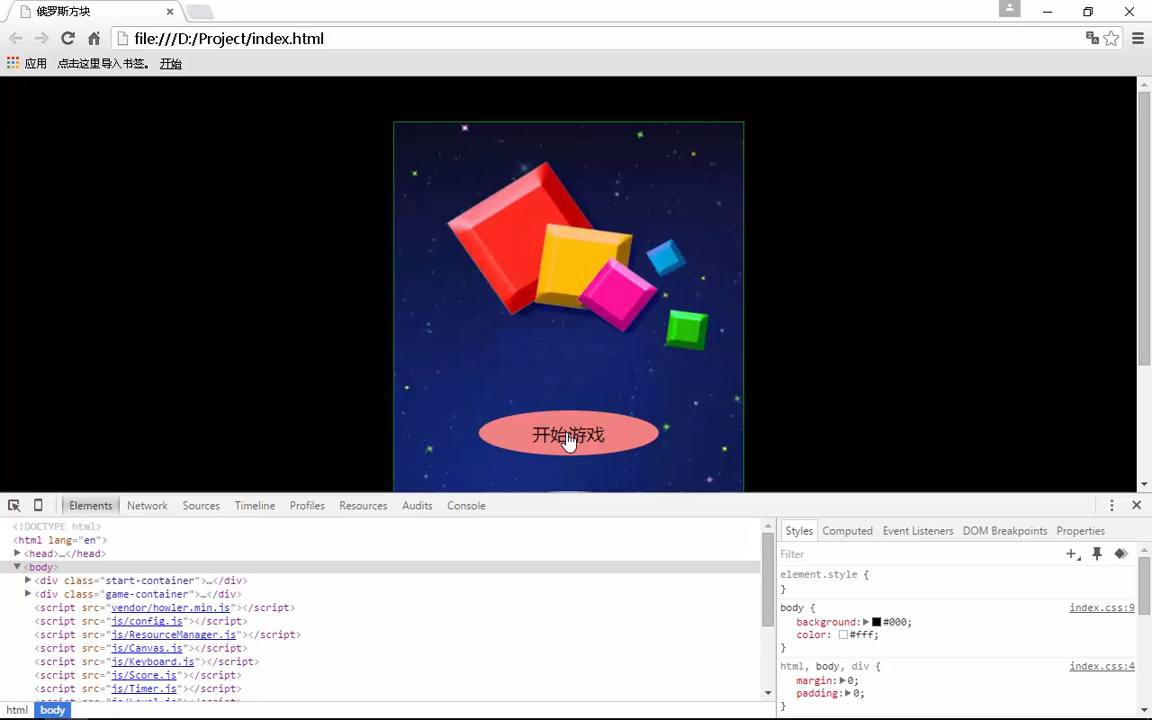 俄罗斯方块
file:///D:/Project/index.html
应用 点击这里导入书签。 开始
开始游戏
Elements Network Sources Timeline Profiles Resources Audits Console
<!DOCTYPE html>
<html lang="en">
<head>…</head>
<body>
<div class="start-container">…</div>
<div class="game-container">…</div>
<script src="vendor/howler.min.js"></script>
<script src="js/config.js"></script>
<script src="js/ResourceManager.js"></script>
<script src="js/Canvas.js"></script>
<script src="js/Keyboard.js"></script>
<script src="js/Score.js"></script>
<script src="js/Timer.js"></script>
html body
Styles Computed Event Listeners DOM Breakpoints Properties
Filter
element.style {
}
body { index.css:9
background: #000;
color: #fff;
}
html, body, div { index.css:4
margin: 0;
padding: 0;
}